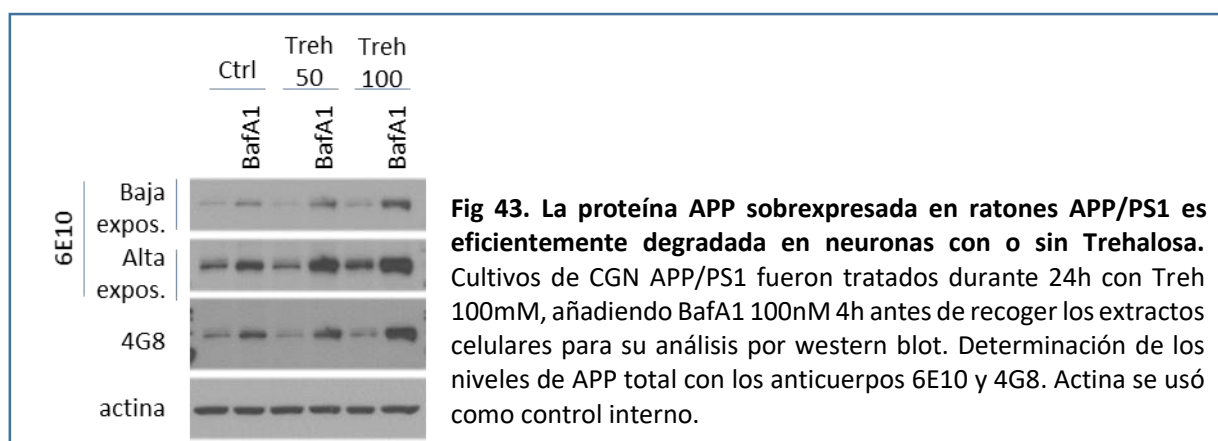 Ctrl
Treh
50
Treh
100
BafA1
BafA1
BafA1
6E10
Baja
expos.
Alta
expos.
4G8
actina
Fig 43. La proteína APP sobrexpresada en ratones APP/PS1 es
eficientemente degradada en neuronas con o sin Trehalosa.
Cultivos de CGN APP/PS1 fueron tratados durante 24h con Treh
100mM, añadiendo BafA1 100nM 4h antes de recoger los extractos
celulares para su análisis por western blot. Determinación de los
niveles de APP total con los anticuerpos 6E10 y 4G8. Actina se usó
como control interno.